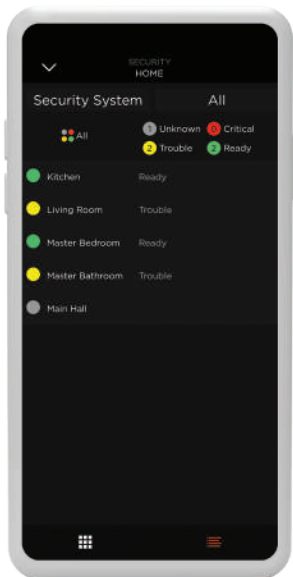 SECURITY
HOME
Security System All
All
1 Unknown 0 Critical
2 Trouble 2 Ready
Kitchen Ready
Living Room Trouble
Master Bedroom Ready
Master Bathroom Trouble
Main Hall